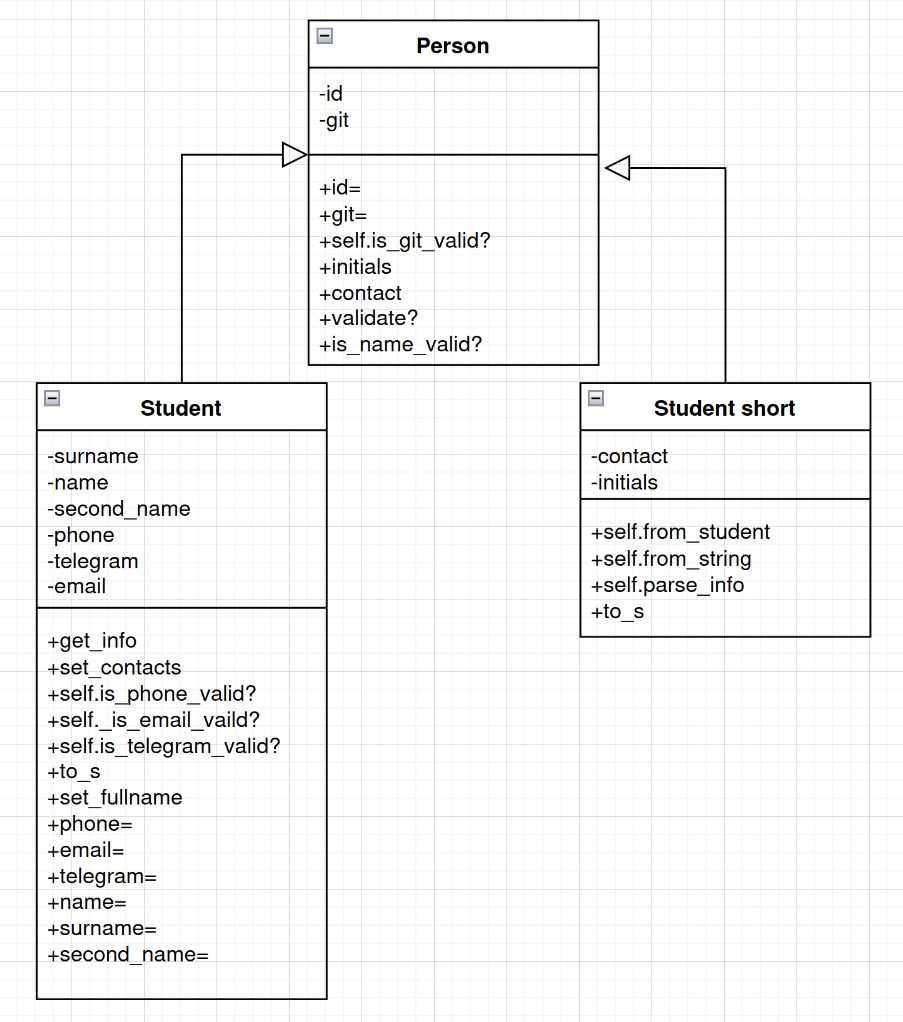 Person
-id
-git
+id=
+git=
+self.is_git_valid?
+initials
+contact
+validate?
+is_name_valid?
Student
-surname
-name
-second_name
-phone
-telegram
-email
+get_info
+set_contacts
+self.is_phone_valid?
+self._is_email_vaild?
+self.is_telegram_valid?
+to_s
+set_fullname
+phone=
+email=
+telegram=
+name=
+surname=
+second_name=
Student short
-contact
-initials
+self.from_student
+self.from_string
+self.parse_info
+to_s